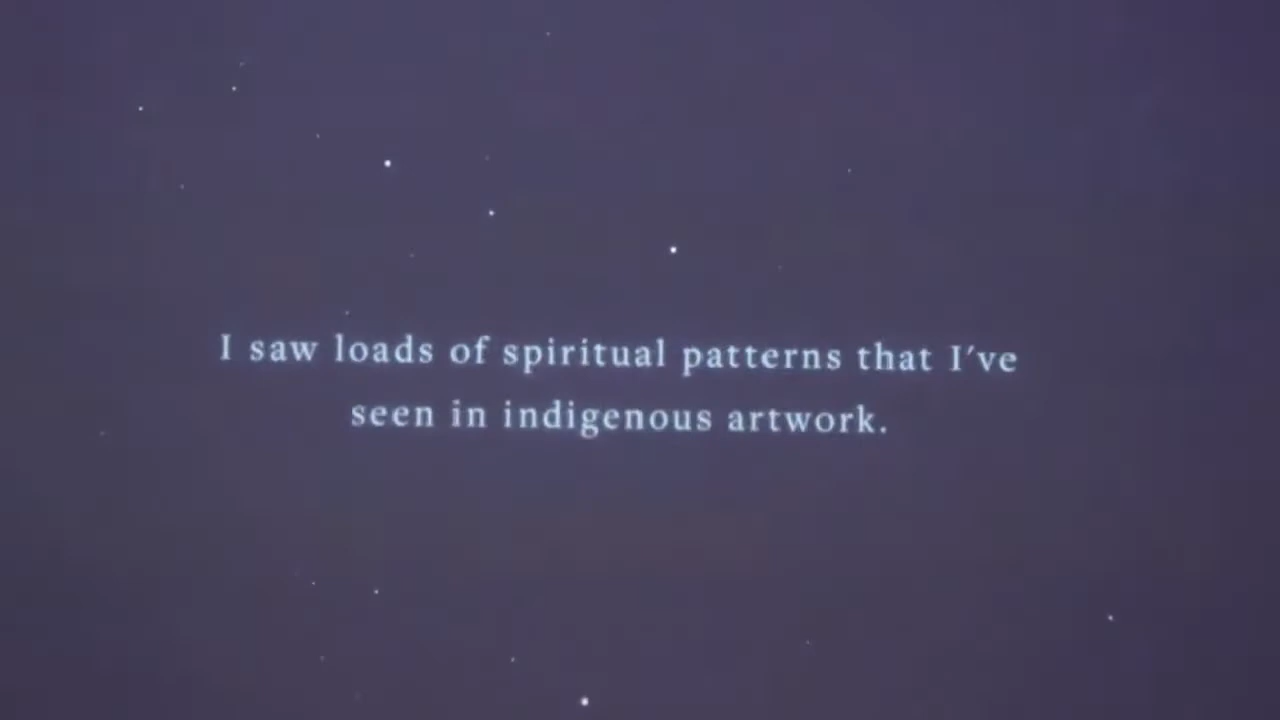 I saw loads of spiritual patterns that I've
seen in indigenous artwork.